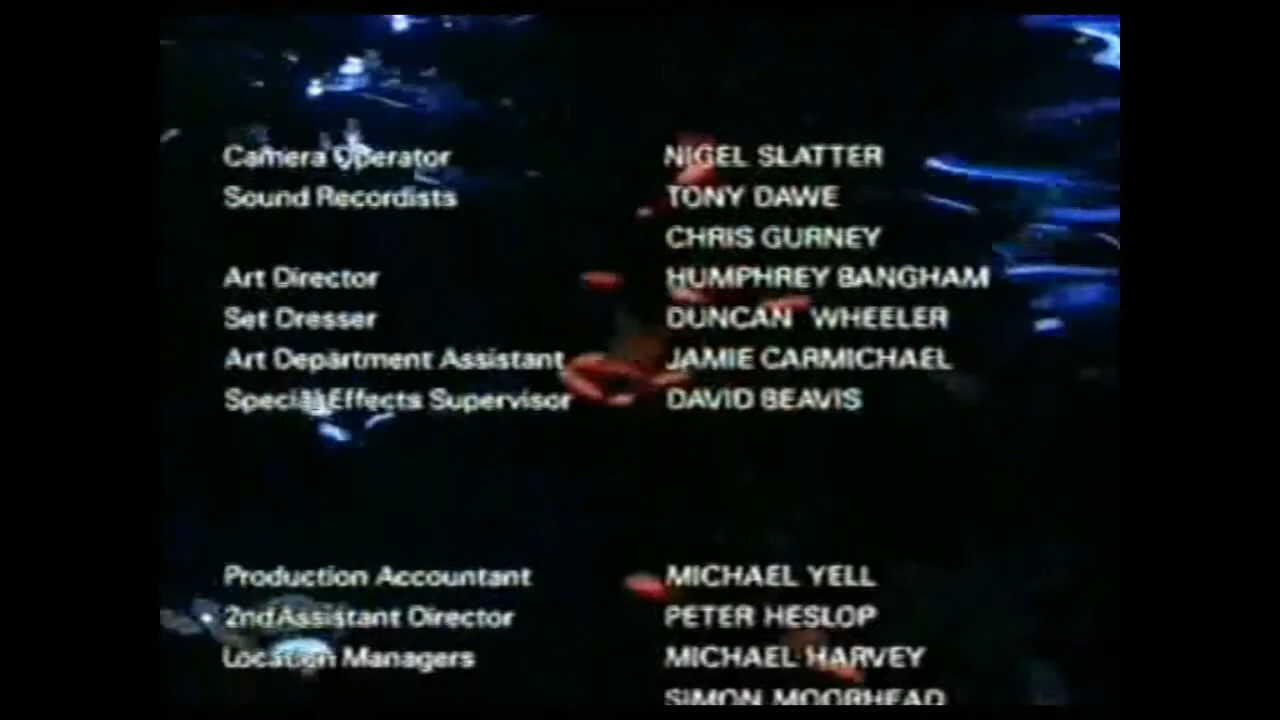 Camera Operator NIGEL SLATTER
Sound Recordists TONY DAWE
CHRIS GURNEY
Art Director HUMPHREY BANGHAM
Set Dresser DUNCAN WHEELER
Art Department Assistant JAMIE CARMICHAEL
Special Effects Supervisor DAVID BEAVIS
Production Accountant MICHAEL YELL
2nd Assistant Director PETER HESLOP
Location Managers MICHAEL HARVEY
SIMON MOORHEAD